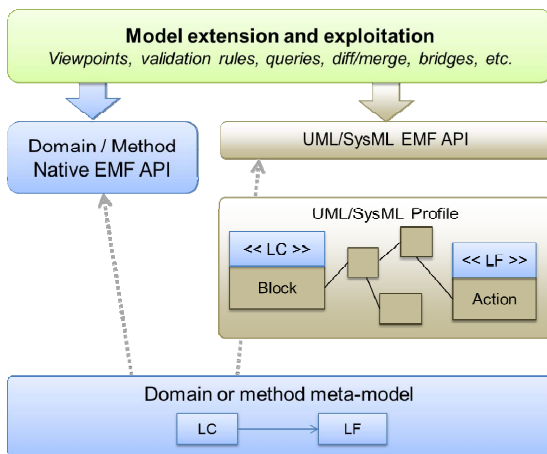 Model extension and exploitation
Viewpoints, validation rules, queries, diff/merge, bridges, etc.
Domain / Method
Native EMF API
UML/SysML EMF API
UML/SysML Profile
<< LC >>
Block
<< LF >>
Action
Domain or method meta-model
LC
LF